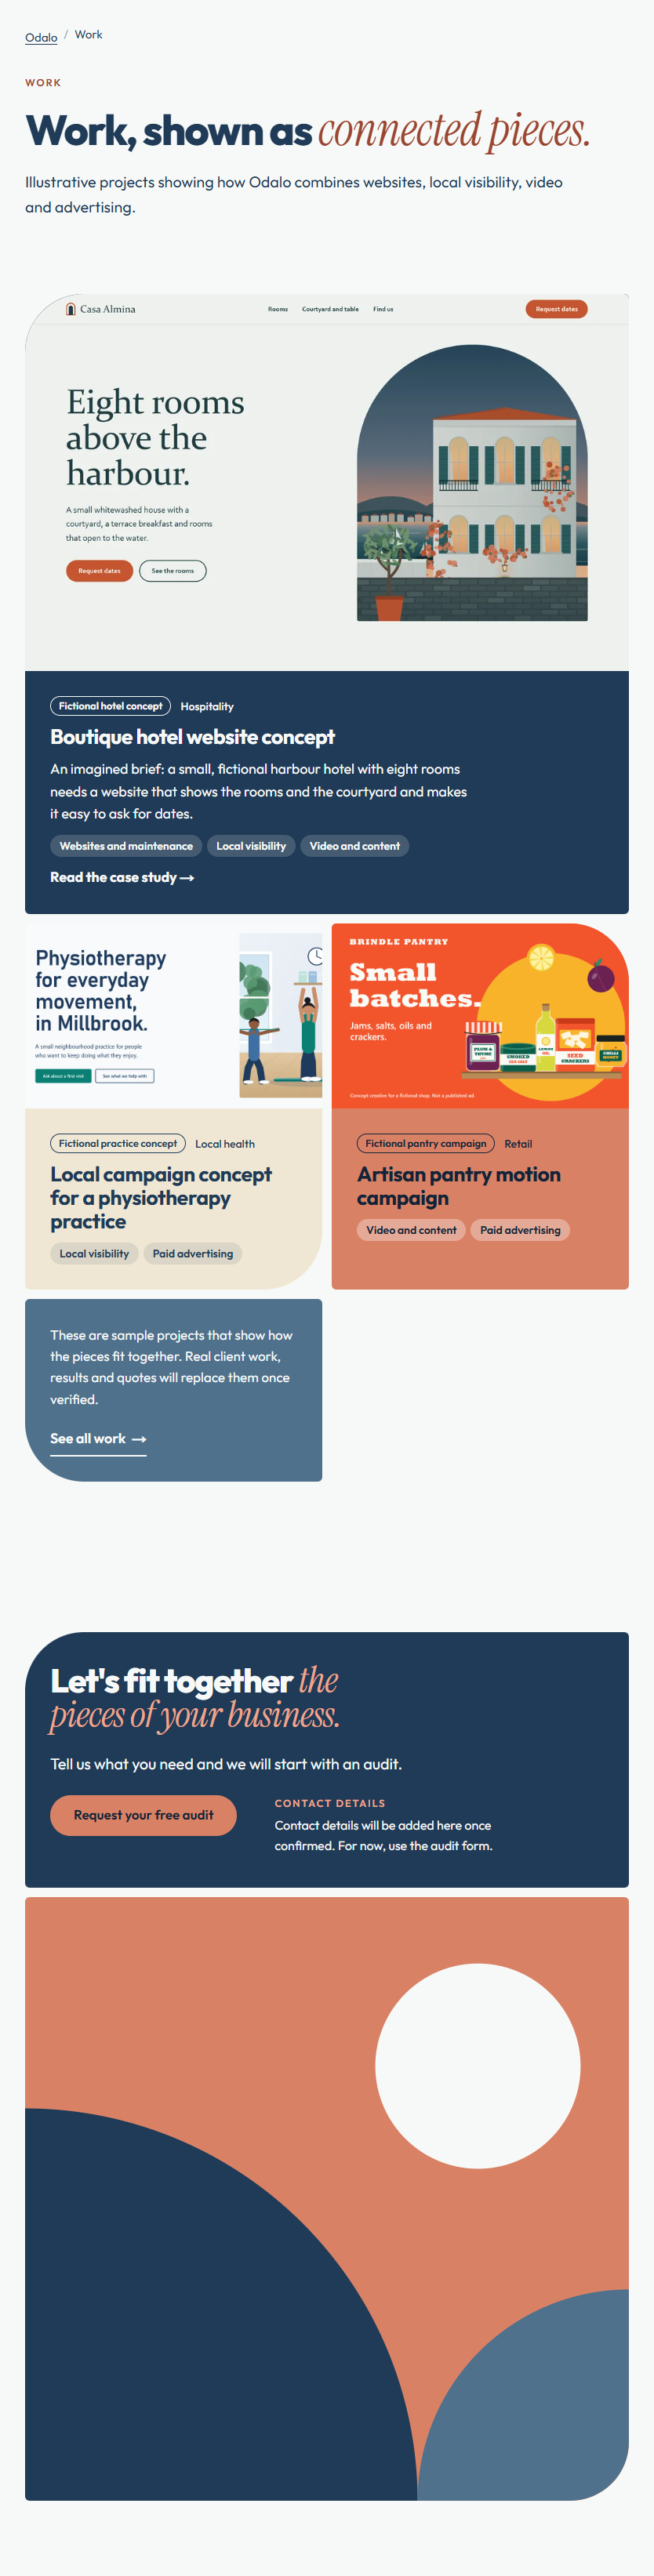 Odalo / Work
WORK
Work, shown as connected pieces.
Illustrative projects showing how Odalo combines websites, local visibility, video
and advertising.
Casa Almina
Rooms Courtyard and table Find us
Request dates
Eight rooms
above the
harbour.
A small whitewashed house with a
courtyard, a terrace breakfast and rooms
that open to the water.
Request dates See the rooms
Fictional hotel concept Hospitality
Boutique hotel website concept
An imagined brief: a small, fictional harbour hotel with eight rooms
needs a website that shows the rooms and the courtyard and makes
it easy to ask for dates.
Websites and maintenance Local visibility Video and content
Read the case study →
Physiotherapy
for everyday
movement,
in Millbrook.
A small neighbourhood practice for people
who want to keep doing what they enjoy.
Ask about a first visit See what we help with
Fictional practice concept Local health
Local campaign concept
for a physiotherapy
practice
Local visibility Paid advertising
BRINDLE PANTRY
Small
batches.
Jams, salts, oils and
crackers.
PLUM &
THYME
SMOKED
SEA SALT
LEMON
OIL
SEED
CRACKERS
CHILLI
HONEY
Concept creative for a fictional shop. Not a published ad.
Fictional pantry campaign Retail
Artisan pantry motion
campaign
Video and content Paid advertising
These are sample projects that show how
the pieces fit together. Real client work,
results and quotes will replace them once
verified.
See all work →
Let's fit together the
pieces of your business.
Tell us what you need and we will start with an audit.
Request your free audit
CONTACT DETAILS
Contact details will be added here once
confirmed. For now, use the audit form.